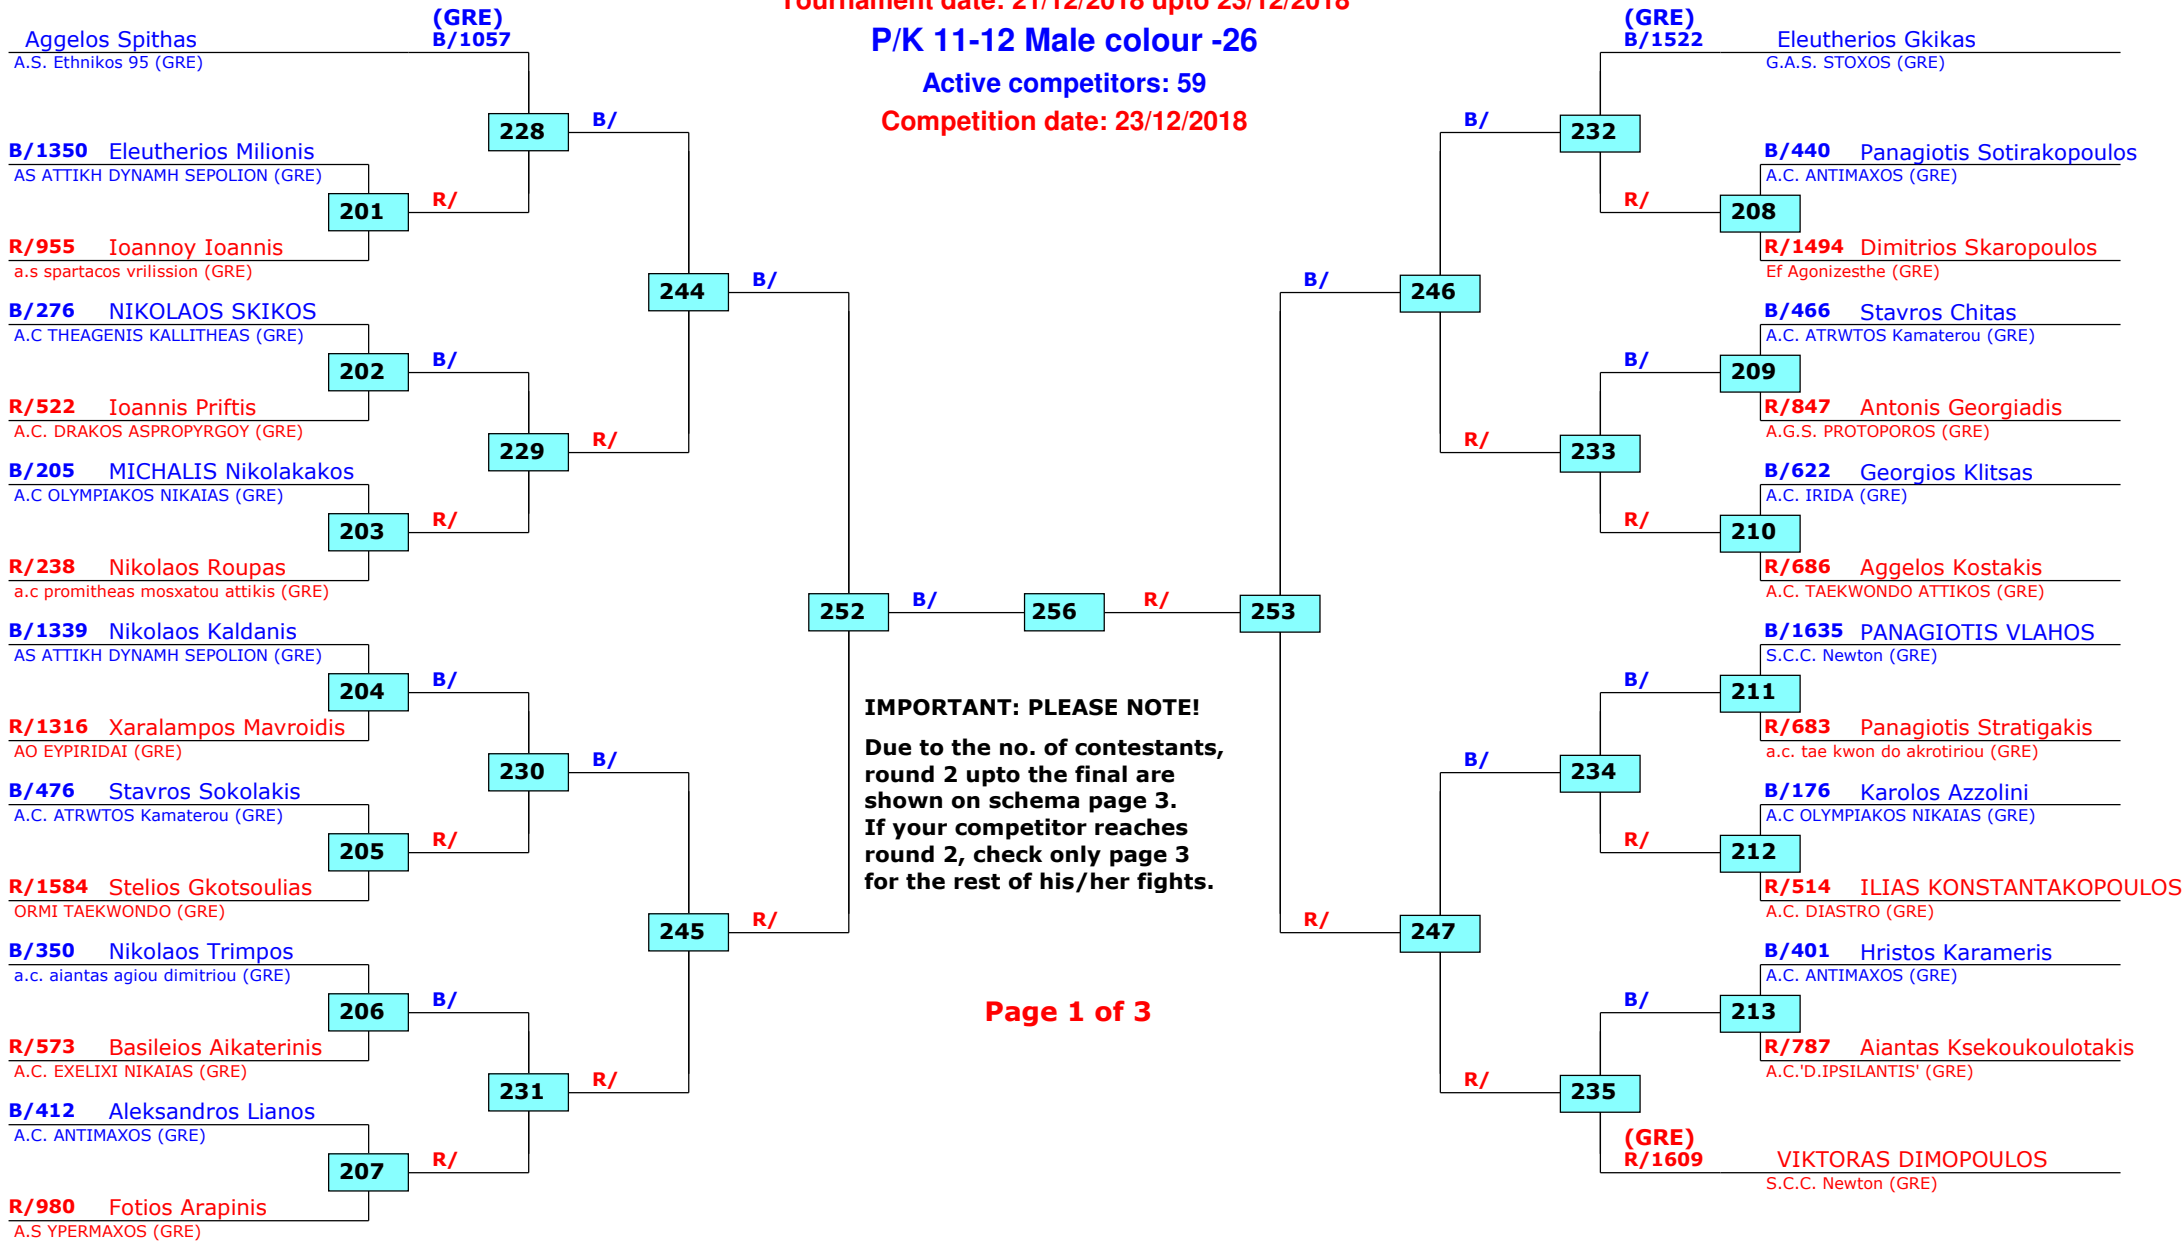 Tournament date: 21/12/2018 upto 23/12/2018
P/K 11-12 Male colour -26
Active competitors: 59
Competition date: 23/12/2018
(GRE)
Aggelos Spithas B/1057
A.S. Ethnikos 95 (GRE)
228
B/
B/1350 Eleutherios Milionis
AS ATTIKH DYNAMH SEPOLION (GRE)
201
R/
R/955 Ioannoy Ioannis
a.s spartacos vrilission (GRE)
244
B/
B/276 NIKOLAOS SKIKOS
A.C THEAGENIS KALLITHEAS (GRE)
202
B/
R/522 Ioannis Priftis
A.C. DRAKOS ASPROPYRGOY (GRE)
229
R/
B/205 MICHALIS Nikolakakos
A.C OLYMPIAKOS NIKAIAS (GRE)
203
R/
R/238 Nikolaos Roupas
a.c promitheas mosxatou attikis (GRE)
252
B/
256
R/
253
B/1339 Nikolaos Kaldanis
AS ATTIKH DYNAMH SEPOLION (GRE)
204
B/
R/1316 Xaralampos Mavroidis
AO EYPIRIDAI (GRE)
230
B/
B/476 Stavros Sokolakis
A.C. ATRWTOS Kamaterou (GRE)
205
R/
R/1584 Stelios Gkotsoulias
ORMI TAEKWONDO (GRE)
245
R/
B/350 Nikolaos Trimpos
a.c. aiantas agiou dimitriou (GRE)
206
B/
R/573 Basileios Aikaterinis
A.C. EXELIXI NIKAIAS (GRE)
231
R/
B/412 Aleksandros Lianos
A.C. ANTIMAXOS (GRE)
207
R/
R/980 Fotios Arapinis
A.S YPERMAXOS (GRE)
IMPORTANT: PLEASE NOTE!
Due to the no. of contestants,
round 2 upto the final are
shown on schema page 3.
If your competitor reaches
round 2, check only page 3
for the rest of his/her fights.
Page 1 of 3
(GRE)
B/1522 Eleutherios Gkikas
G.A.S. STOXOS (GRE)
B/
232
B/440 Panagiotis Sotirakopoulos
A.C. ANTIMAXOS (GRE)
R/
208
R/1494 Dimitrios Skaropoulos
Ef Agonizesthe (GRE)
B/
246
B/466 Stavros Chitas
A.C. ATRWTOS Kamaterou (GRE)
B/
209
R/847 Antonis Georgiadis
A.G.S. PROTOPOROS (GRE)
R/
233
B/622 Georgios Klitsas
A.C. IRIDA (GRE)
R/
210
R/686 Aggelos Kostakis
A.C. TAEKWONDO ATTIKOS (GRE)
B/1635 PANAGIOTIS VLAHOS
S.C.C. Newton (GRE)
B/
211
R/683 Panagiotis Stratigakis
a.c. tae kwon do akrotiriou (GRE)
B/
234
B/176 Karolos Azzolini
A.C OLYMPIAKOS NIKAIAS (GRE)
R/
212
R/514 ILIAS KONSTANTAKOPOULOS
A.C. DIASTRO (GRE)
R/
247
B/401 Hristos Karameris
A.C. ANTIMAXOS (GRE)
B/
213
R/787 Aiantas Ksekoukoulotakis
A.C.'D.IPSILANTIS' (GRE)
R/
235
(GRE)
R/1609 VIKTORAS DIMOPOULOS
S.C.C. Newton (GRE)